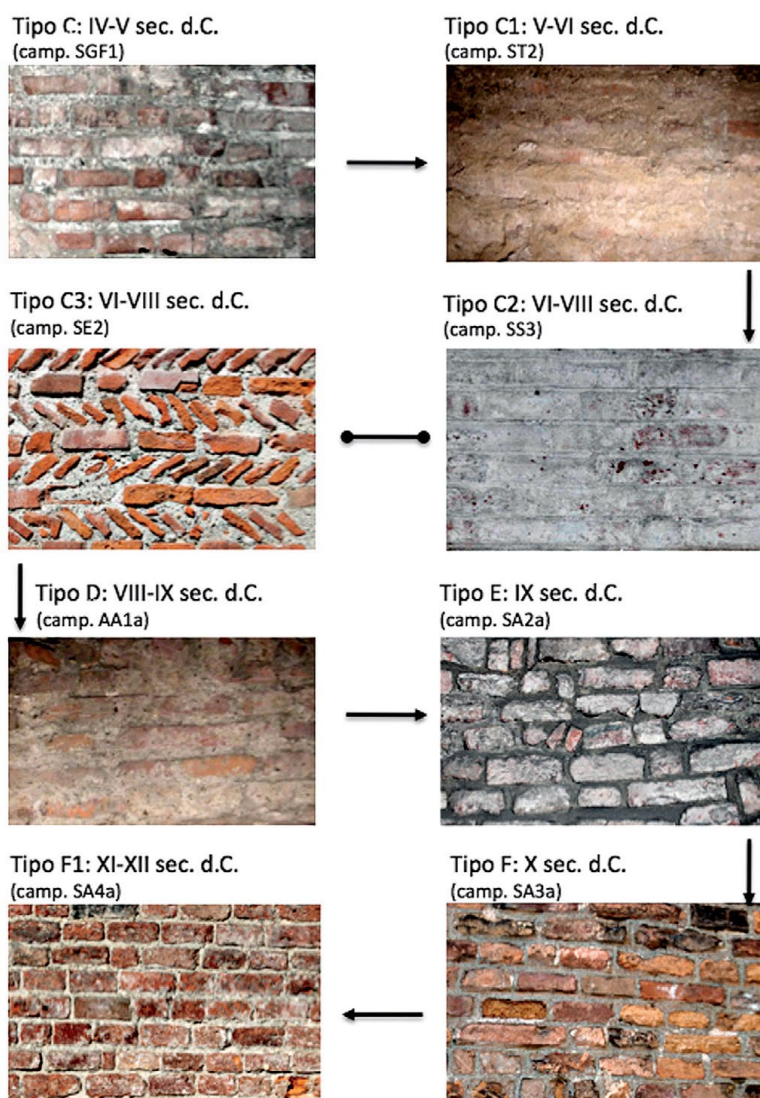 Tipo C: IV-V sec. d.C.
(camp. SGF1)
Tipo C1: V-VI sec. d.C.
(camp. ST2)
Tipo C3: VI-VIII sec. d.C.
(camp. SE2)
Tipo C2: VI-VIII sec. d.C.
(camp. SS3)
Tipo D: VIII-IX sec. d.C.
(camp. AA1a)
Tipo E: IX sec. d.C.
(camp. SA2a)
Tipo F1: XI-XII sec. d.C.
(camp. SA4a)
Tipo F: X sec. d.C.
(camp. SA3a)